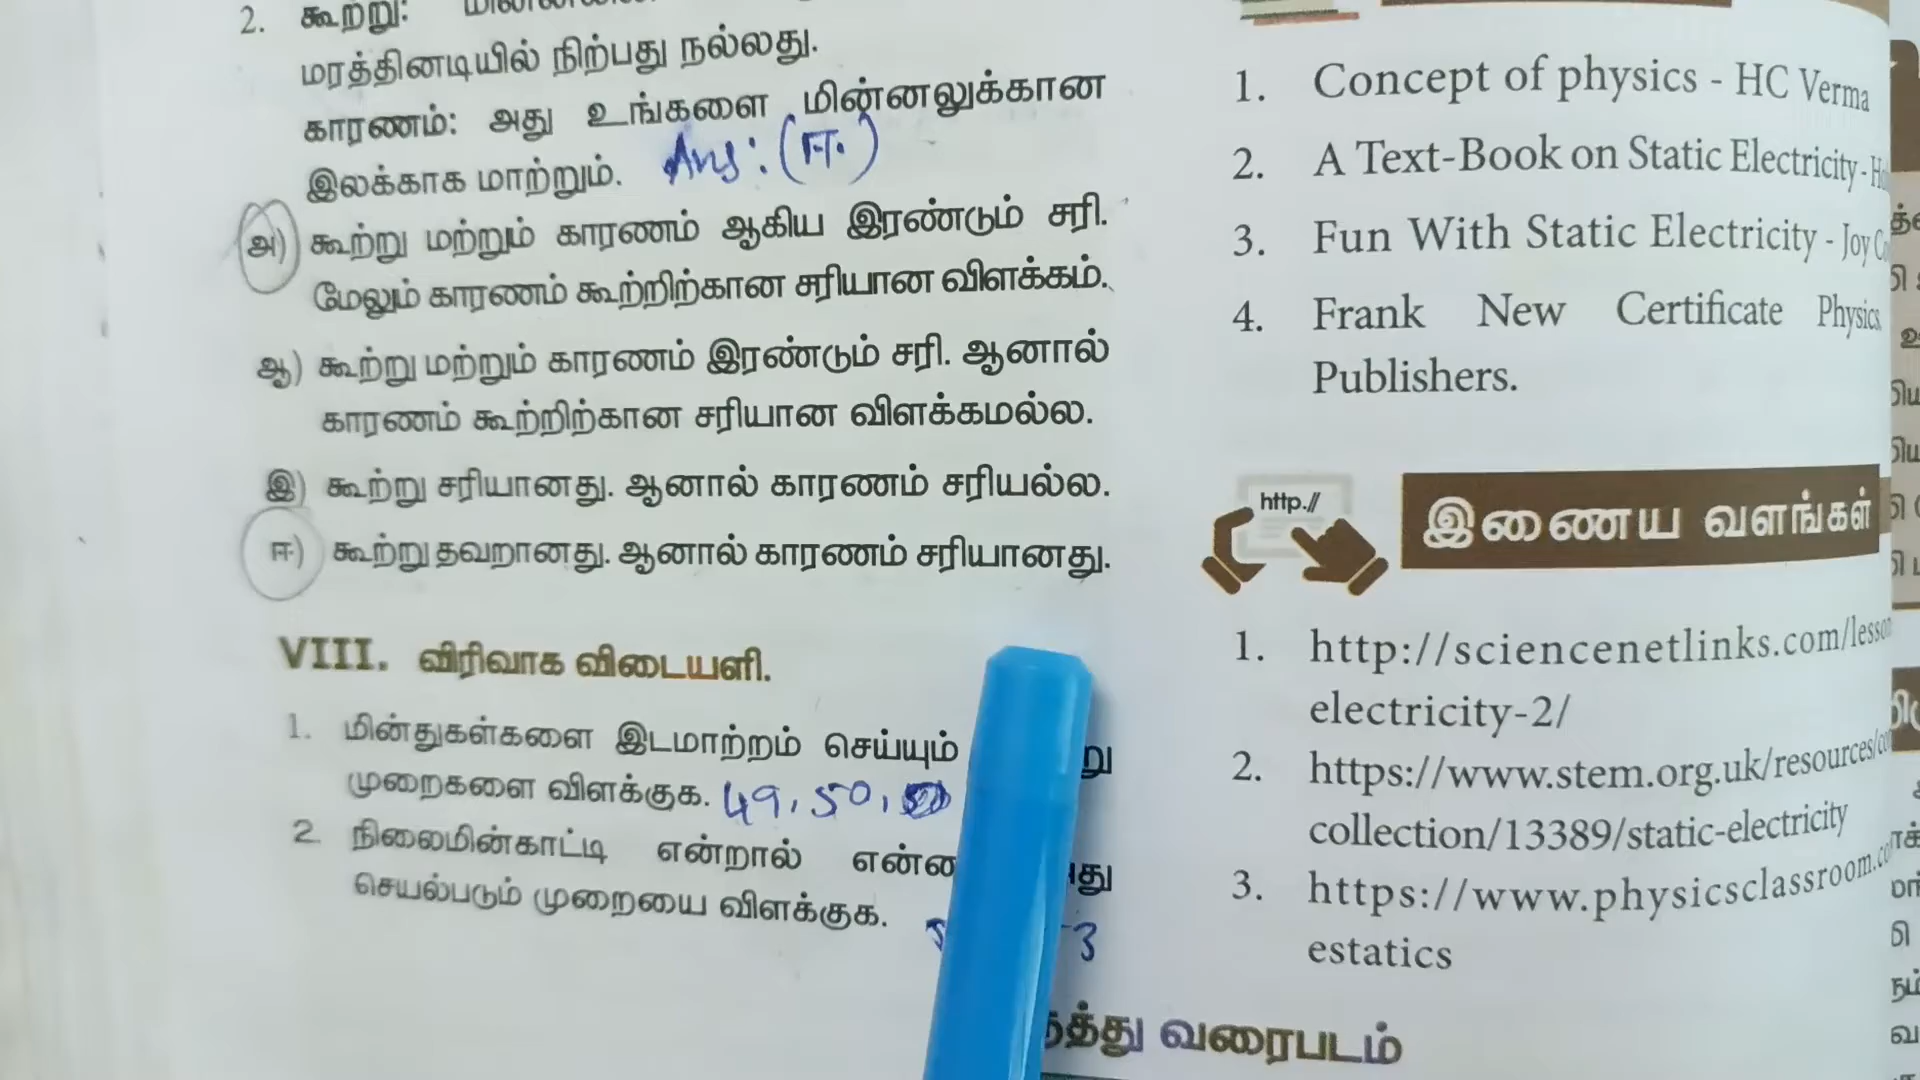 2. கூற்று:
மரத்தினடியில் நிற்பது நல்லது.
காரணம்: அது உங்களை மின்னலுக்கான
இலக்காக மாற்றும். Ans: (ஈ)
அ) கூற்று மற்றும் காரணம் ஆகிய இரண்டும் சரி.
மேலும் காரணம் கூற்றிற்கான சரியான விளக்கம்.
ஆ) கூற்று மற்றும் காரணம் இரண்டும் சரி. ஆனால்
காரணம் கூற்றிற்கான சரியான விளக்கமல்ல.
இ) கூற்று சரியானது. ஆனால் காரணம் சரியல்ல.
ஈ) கூற்று தவறானது. ஆனால் காரணம் சரியானது.
VIII. விரிவாக விடையளி.
1. மின்துகள்களை இடமாற்றம் செய்யும்
முறைகளை விளக்குக. 49, 50,
2. நிலைமின்காட்டி என்றால் என்ன
செயல்படும் முறையை விளக்குக.
3
1. Concept of physics - HC Verma
2. A Text-Book on Static Electricity -
3. Fun With Static Electricity - Joy
4. Frank New Certificate Physics
Publishers.
http://
இணைய வளங்கள்
1. http://sciencenetlinks.com/lesso
electricity-2/
2. https://www.stem.org.uk/resources/co
collection/13389/static-electricity
3. https://www.physicsclassroom.co
estatics
வரைபடம்